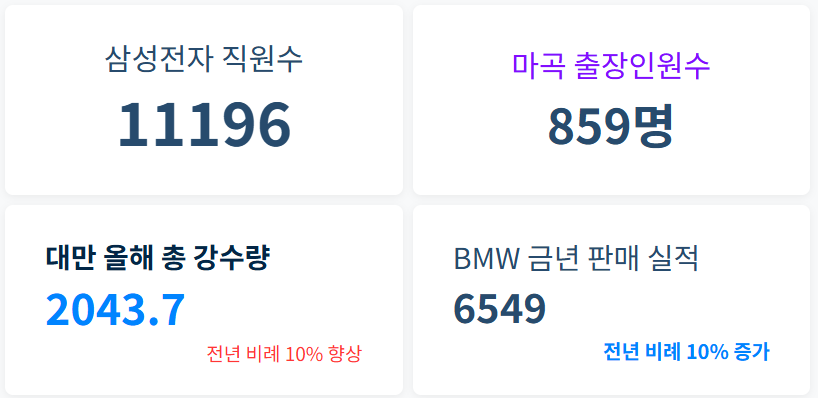 삼성전자 직원수
11196
마곡 출장인원수
859명
대만 올해 총 강수량
2043.7
전년 비례 10% 향상
BMW 금년 판매 실적
6549
전년 비례 10% 증가